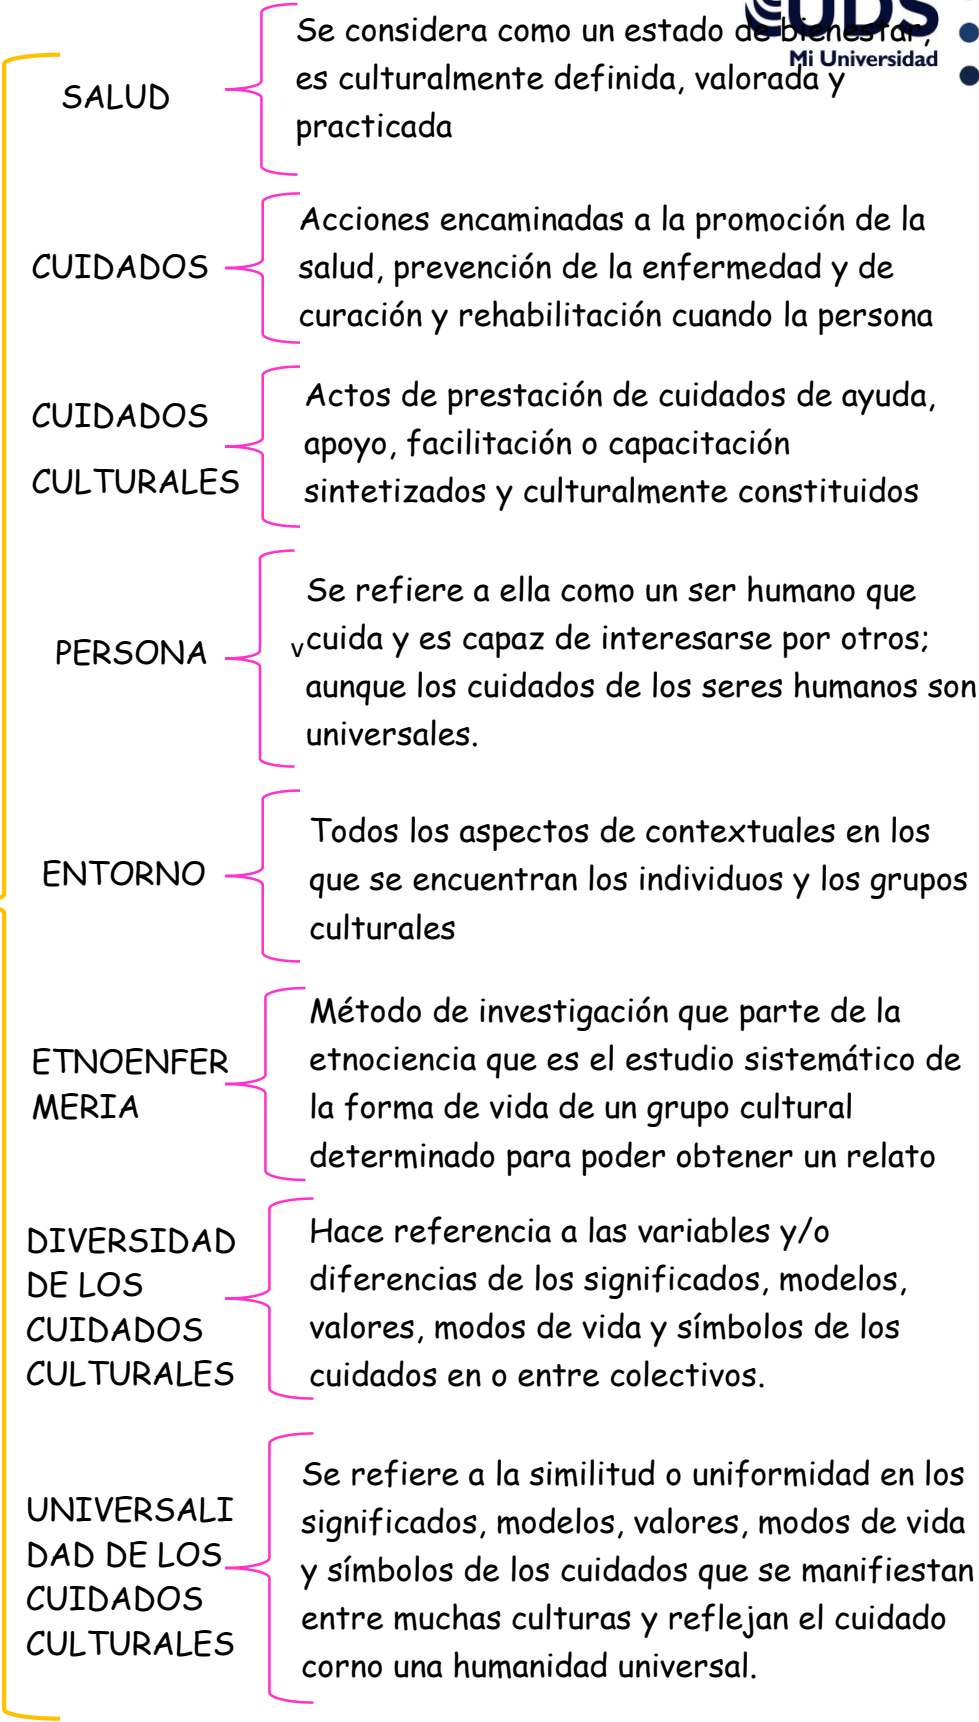 UDS
Mi Universidad
SALUD
Se considera como un estado de bienestar,
es culturalmente definida, valorada y
practicada
CUIDADOS
Acciones encaminadas a la promoción de la
salud, prevención de la enfermedad y de
curación y rehabilitación cuando la persona
CUIDADOS
CULTURALES
Actos de prestación de cuidados de ayuda,
apoyo, facilitación o capacitación
sintetizados y culturalmente constituidos
PERSONA
Se refiere a ella como un ser humano que
vcuida y es capaz de interesarse por otros;
aunque los cuidados de los seres humanos son
universales.
ENTORNO
Todos los aspectos de contextuales en los
que se encuentran los individuos y los grupos
culturales
ETNOENFER
MERIA
Método de investigación que parte de la
etnociencia que es el estudio sistemático de
la forma de vida de un grupo cultural
determinado para poder obtener un relato
DIVERSIDAD
DE LOS
CUIDADOS
CULTURALES
Hace referencia a las variables y/o
diferencias de los significados, modelos,
valores, modos de vida y símbolos de los
cuidados en o entre colectivos.
UNIVERSALI
DAD DE LOS
CUIDADOS
CULTURALES
Se refiere a la similitud o uniformidad en los
significados, modelos, valores, modos de vida
y símbolos de los cuidados que se manifiestan
entre muchas culturas y reflejan el cuidado
corno una humanidad universal.